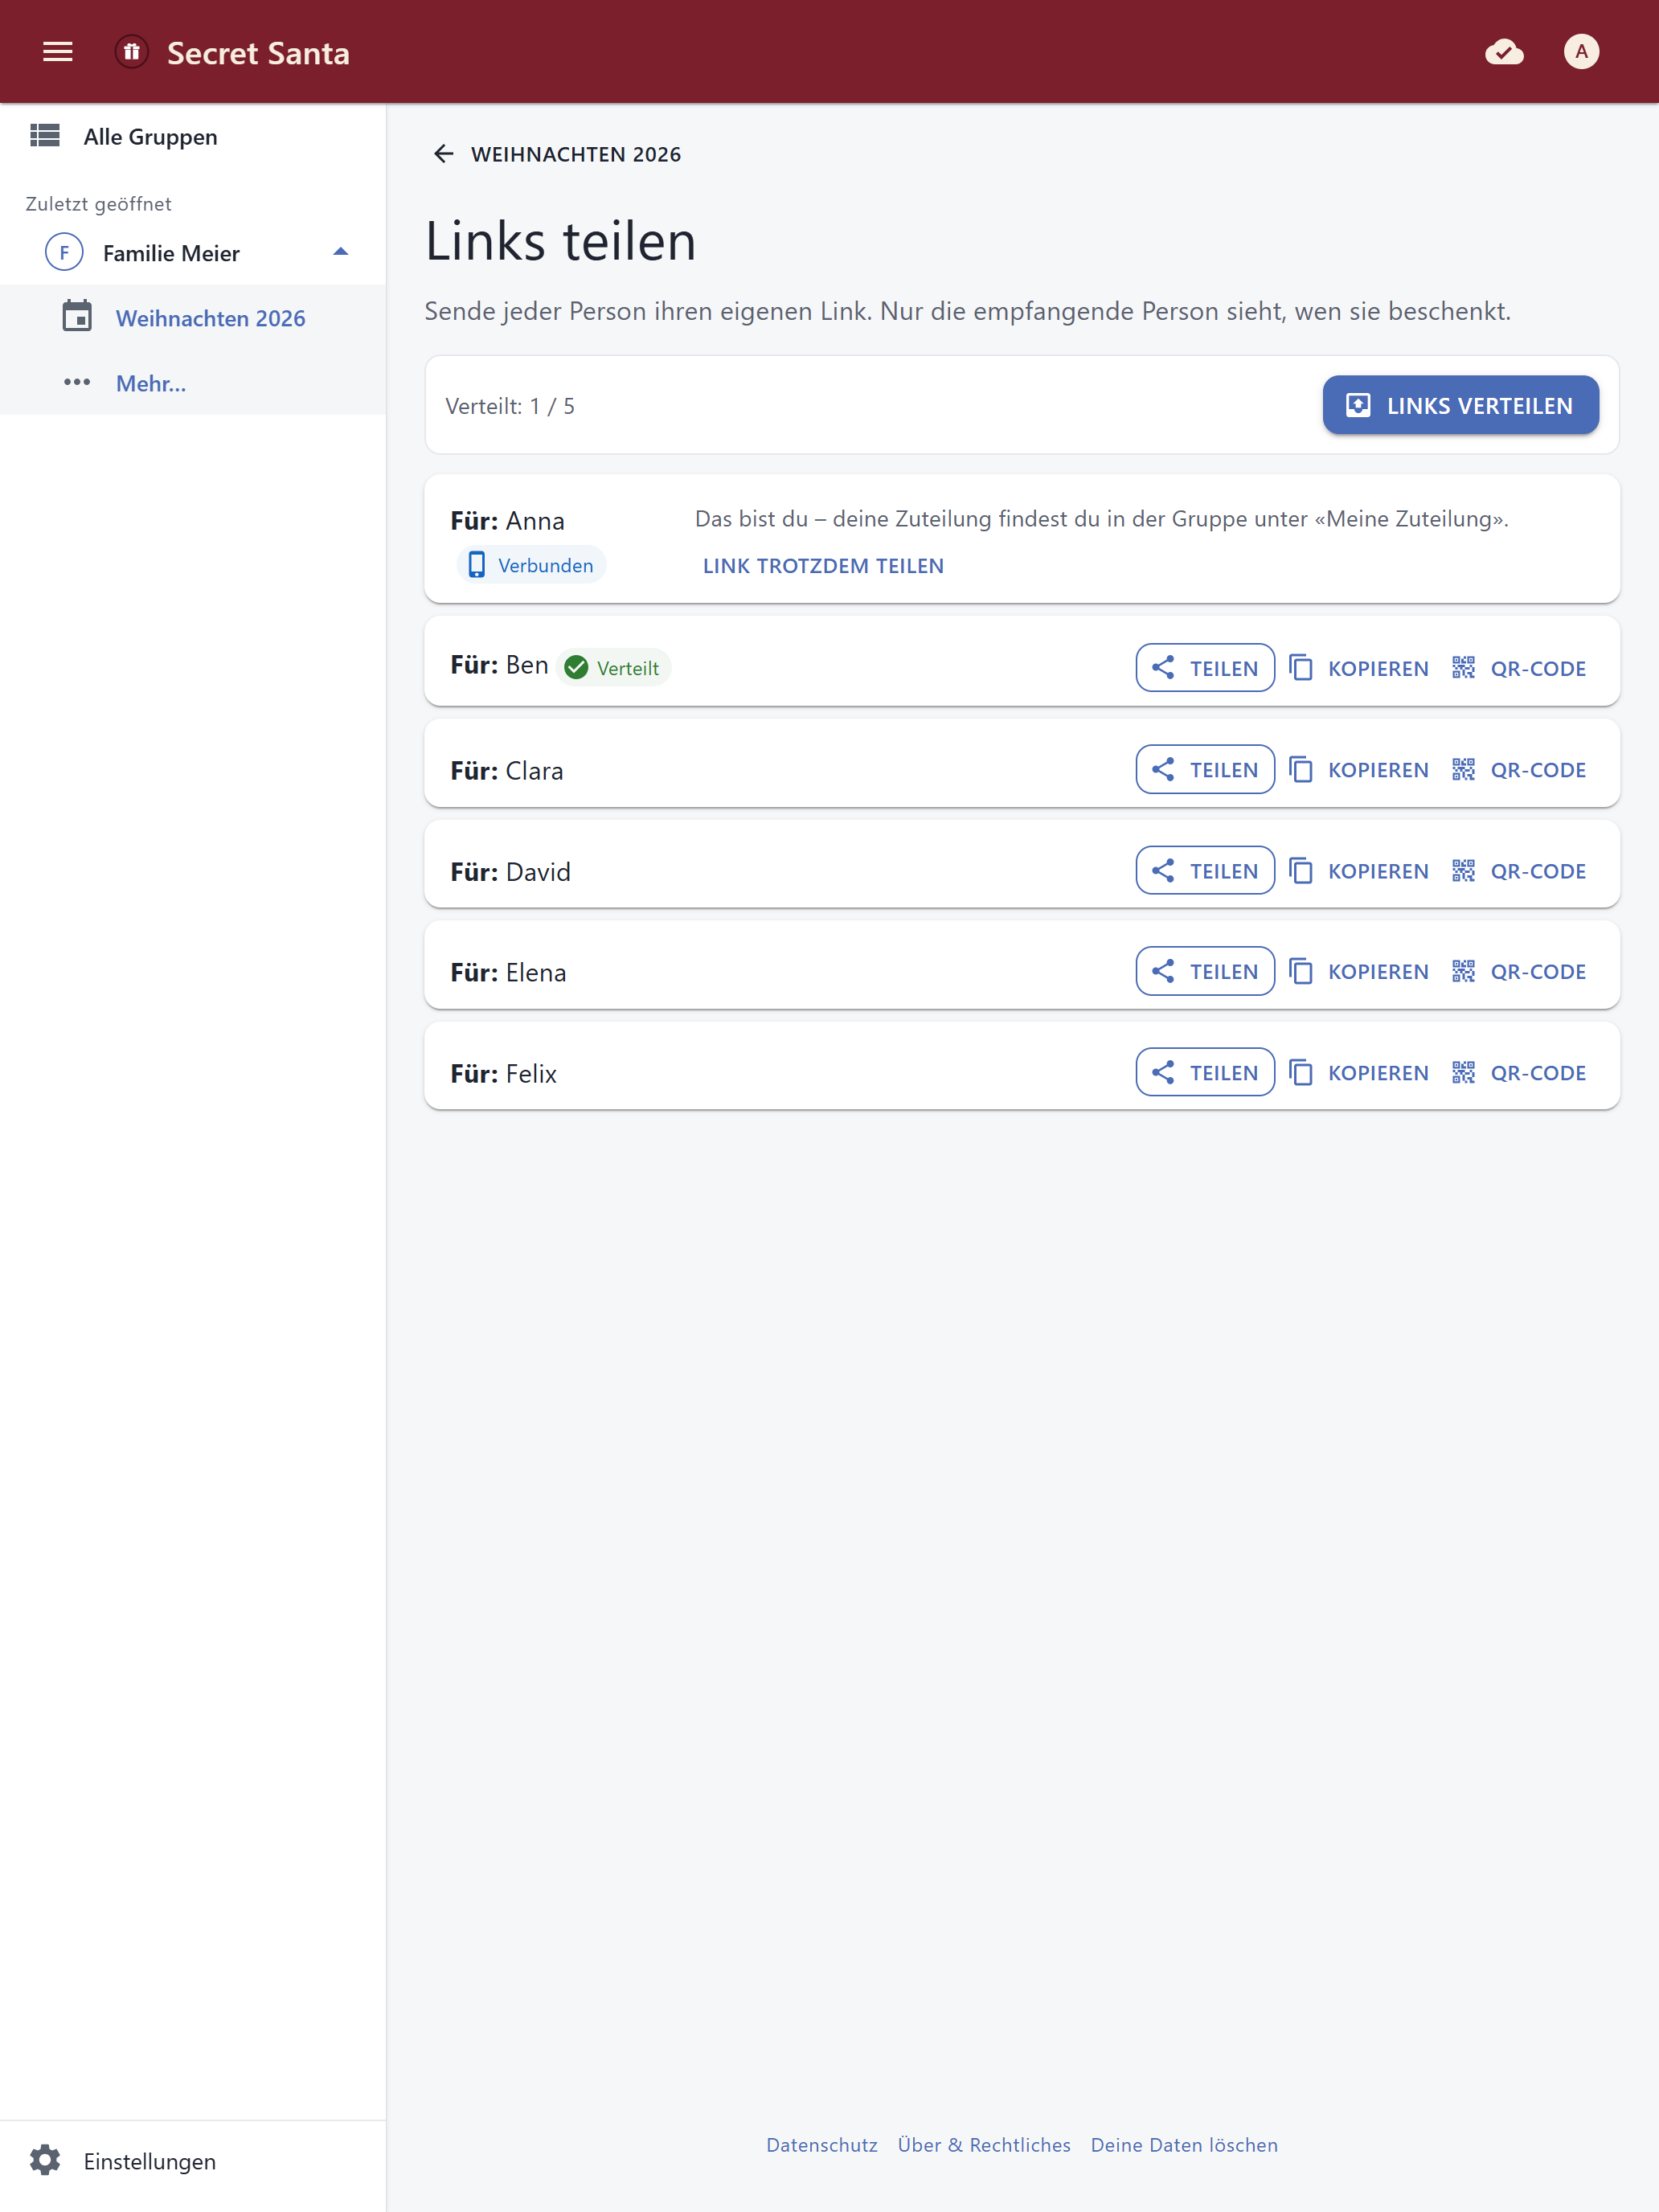 Secret Santa
A
Alle Gruppen
Zuletzt geöffnet
F Familie Meier
Weihnachten 2026
Mehr...
Einstellungen
WEIHNACHTEN 2026
Links teilen
Sende jeder Person ihren eigenen Link. Nur die empfangende Person sieht, wen sie beschenkt.
Verteilt: 1 / 5
LINKS VERTEILEN
Für: Anna
Verbunden
Das bist du – deine Zuteilung findest du in der Gruppe unter «Meine Zuteilung».
LINK TROTZDEM TEILEN
Für: Ben Verteilt TEILEN KOPIEREN QR-CODE
Für: Clara TEILEN KOPIEREN QR-CODE
Für: David TEILEN KOPIEREN QR-CODE
Für: Elena TEILEN KOPIEREN QR-CODE
Für: Felix TEILEN KOPIEREN QR-CODE
Datenschutz Über & Rechtliches Deine Daten löschen